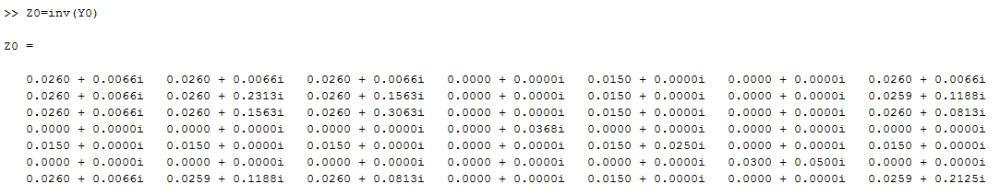 >> Z0=inv(Y0)
Z0 =
0.0260 + 0.0066i   0.0260 + 0.0066i   0.0260 + 0.0066i   0.0000 + 0.0000i   0.0150 + 0.0000i   0.0000 + 0.0000i   0.0260 + 0.0066i
0.0260 + 0.0066i   0.0260 + 0.2313i   0.0260 + 0.1563i   0.0000 + 0.0000i   0.0150 + 0.0000i   0.0000 + 0.0000i   0.0259 + 0.1188i
0.0260 + 0.0066i   0.0260 + 0.1563i   0.0260 + 0.3063i   0.0000 + 0.0000i   0.0150 + 0.0000i   0.0000 + 0.0000i   0.0260 + 0.0813i
0.0000 + 0.0000i   0.0000 + 0.0000i   0.0000 + 0.0000i   0.0000 + 0.0368i   0.0000 + 0.0000i   0.0000 + 0.0000i   0.0000 + 0.0000i
0.0150 + 0.0000i   0.0150 + 0.0000i   0.0150 + 0.0000i   0.0000 + 0.0000i   0.0150 + 0.0250i   0.0000 + 0.0000i   0.0150 + 0.0000i
0.0000 + 0.0000i   0.0000 + 0.0000i   0.0000 + 0.0000i   0.0000 + 0.0000i   0.0000 + 0.0000i   0.0300 + 0.0500i   0.0000 + 0.0000i
0.0260 + 0.0066i   0.0259 + 0.1188i   0.0260 + 0.0813i   0.0000 + 0.0000i   0.0150 + 0.0000i   0.0000 + 0.0000i   0.0259 + 0.2125i